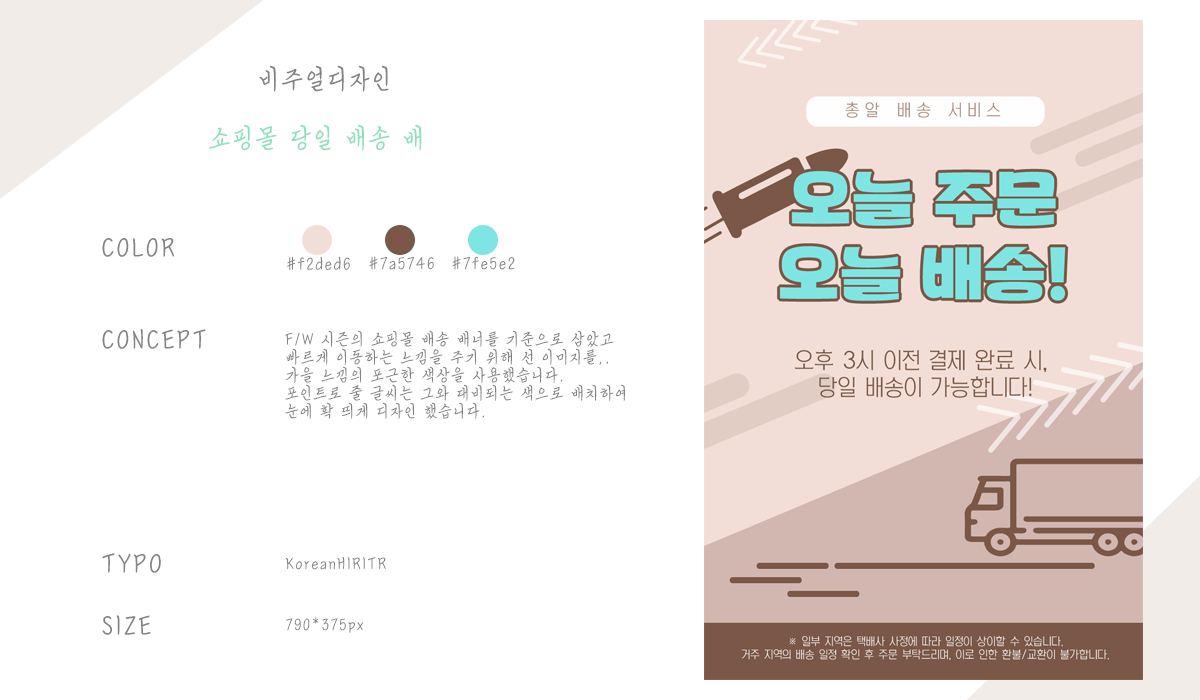 비주얼디자인
쇼핑몰 당일 배송 배
COLOR
#f2ded6 #7a5746 #7fe5e2
CONCEPT
F/W 시즌의 쇼핑몰 배송 배너를 기준으로 삼았고
빠르게 이동하는 느낌을 주기 위해 선 이미지를,.
가을 느낌의 포근한 색상을 사용했습니다.
포인트로 줄 글씨는 그와 대비되는 색으로 배치하여
눈에 확 띄게 디자인 했습니다.
TYPO
KoreanHIRITR
SIZE
790*375px
총알 배송 서비스
오늘 주문
오늘 배송!
오후 3시 이전 결제 완료 시,
당일 배송이 가능합니다!
※ 일부 지역은 택배사 사정에 따라 일정이 상이할 수 있습니다.
거주 지역의 배송 일정 확인 후 주문 부탁드리며, 이로 인한 환불/교환이 불가합니다.